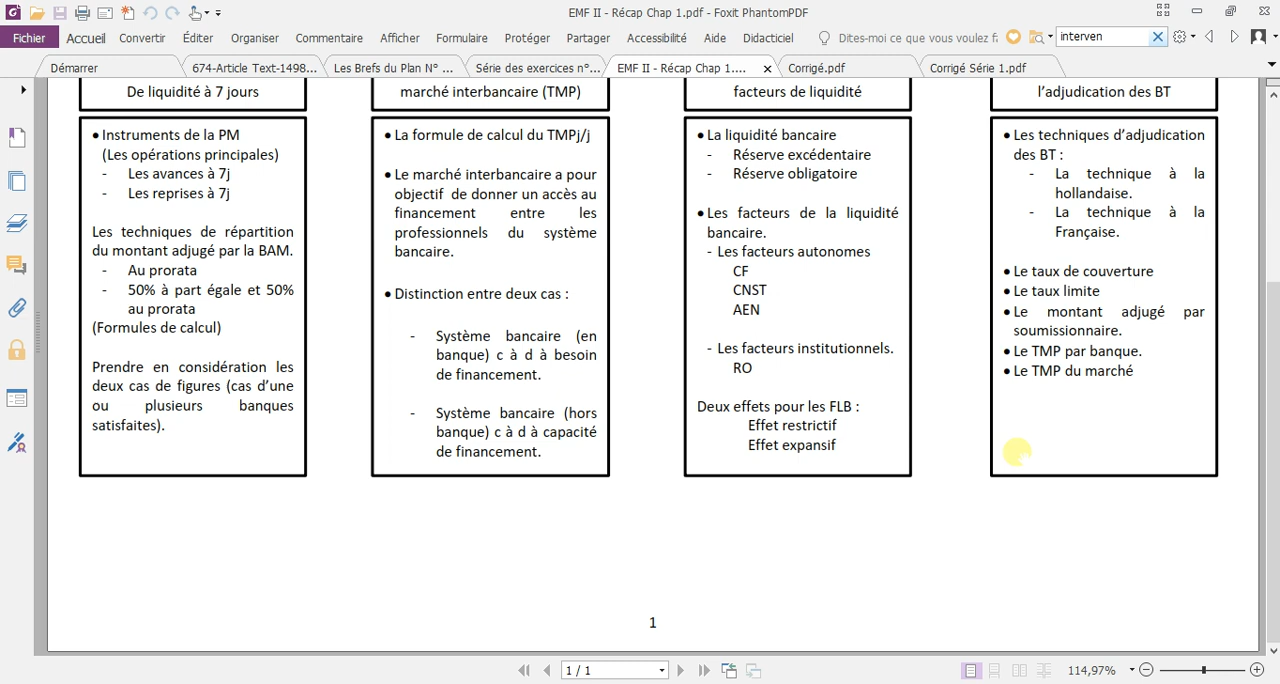 EMF II - Récap Chap 1.pdf - Foxit PhantomPDF
Fichier Accueil Convertir Éditer Organiser Commentaire Afficher Formulaire Protéger Partager Accessibilité Aide Didacticiel Dites-moi ce que vous voulez f interven
Démarrer 674-Article Text-1498... Les Brefs du Plan N° ... Série des exercices n°... EMF II - Récap Chap 1.... Corrigé.pdf Corrigé Série 1.pdf
De liquidité à 7 jours
• Instruments de la PM
(Les opérations principales)
- Les avances à 7j
- Les reprises à 7j
Les techniques de répartition
du montant adjugé par la BAM.
- Au prorata
- 50% à part égale et 50%
au prorata
(Formules de calcul)
Prendre en considération les
deux cas de figures (cas d’une
ou plusieurs banques
satisfaites).
marché interbancaire (TMP)
• La formule de calcul du TMPj/j
• Le marché interbancaire a pour
objectif de donner un accès au
financement entre les
professionnels du système
bancaire.
• Distinction entre deux cas :
- Système bancaire (en
banque) c à d à besoin
de financement.
- Système bancaire (hors
banque) c à d à capacité
de financement.
facteurs de liquidité
• La liquidité bancaire
- Réserve excédentaire
- Réserve obligatoire
• Les facteurs de la liquidité
bancaire.
- Les facteurs autonomes
CF
CNST
AEN
- Les facteurs institutionnels.
RO
Deux effets pour les FLB :
Effet restrictif
Effet expansif
l’adjudication des BT
• Les techniques d’adjudication
des BT :
- La technique à la
hollandaise.
- La technique à la
Française.
• Le taux de couverture
• Le taux limite
• Le montant adjugé par
soumissionnaire.
• Le TMP par banque.
• Le TMP du marché
1
1 / 1 114,97%